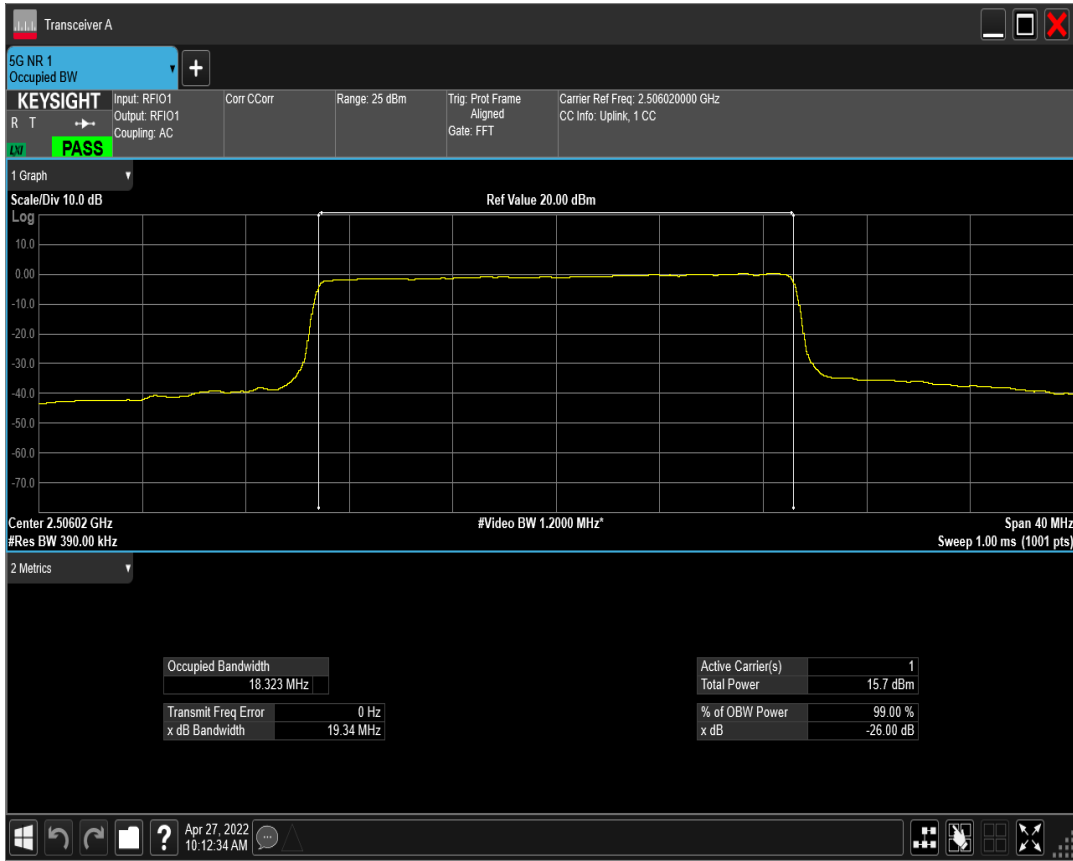 Transceiver A
5G NR 1
Occupied BW
KEYSIGHT
R T
LXI
PASS
Input: RFIO1
Output: RFIO1
Coupling: AC
Corr CCorr
Range: 25 dBm
Trig: Prot Frame
Aligned
Gate: FFT
Carrier Ref Freq: 2.506020000 GHz
CC Info: Uplink, 1 CC
1 Graph
Scale/Div 10.0 dB
Ref Value 20.00 dBm
Log
10.0
0.00
-10.0
-20.0
-30.0
-40.0
-50.0
-60.0
-70.0
Center 2.50602 GHz
#Video BW 1.2000 MHz*
Span 40 MHz
#Res BW 390.00 kHz
Sweep 1.00 ms (1001 pts)
2 Metrics
Occupied Bandwidth
18.323 MHz
Transmit Freq Error 0 Hz
x dB Bandwidth 19.34 MHz
Active Carrier(s) 1
Total Power 15.7 dBm
% of OBW Power 99.00 %
x dB -26.00 dB
Apr 27, 2022
10:12:34 AM